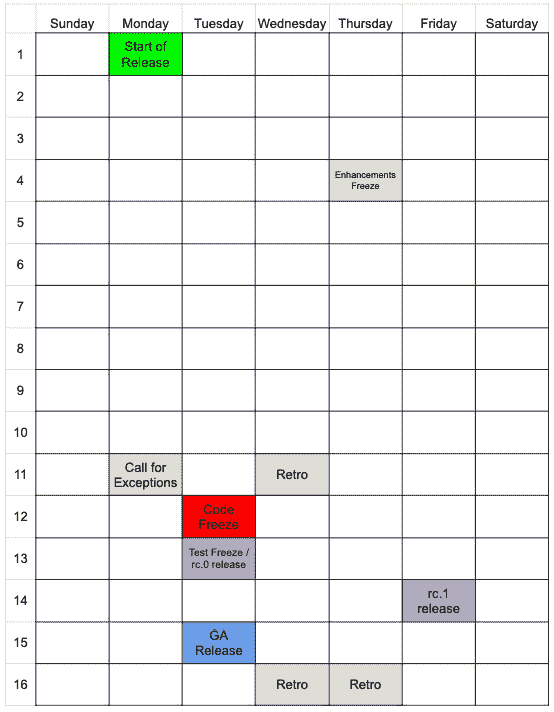 Sunday Monday Tuesday Wednesday Thursday Friday Saturday
1 Start of
Release
2
3
4 Enhancements
Freeze
5
6
7
8
9
10
11 Call for
Exceptions Retro
12 Code
Freeze
13 Test Freeze /
rc.0 release
14 rc.1
release
15 GA
Release
16 Retro Retro